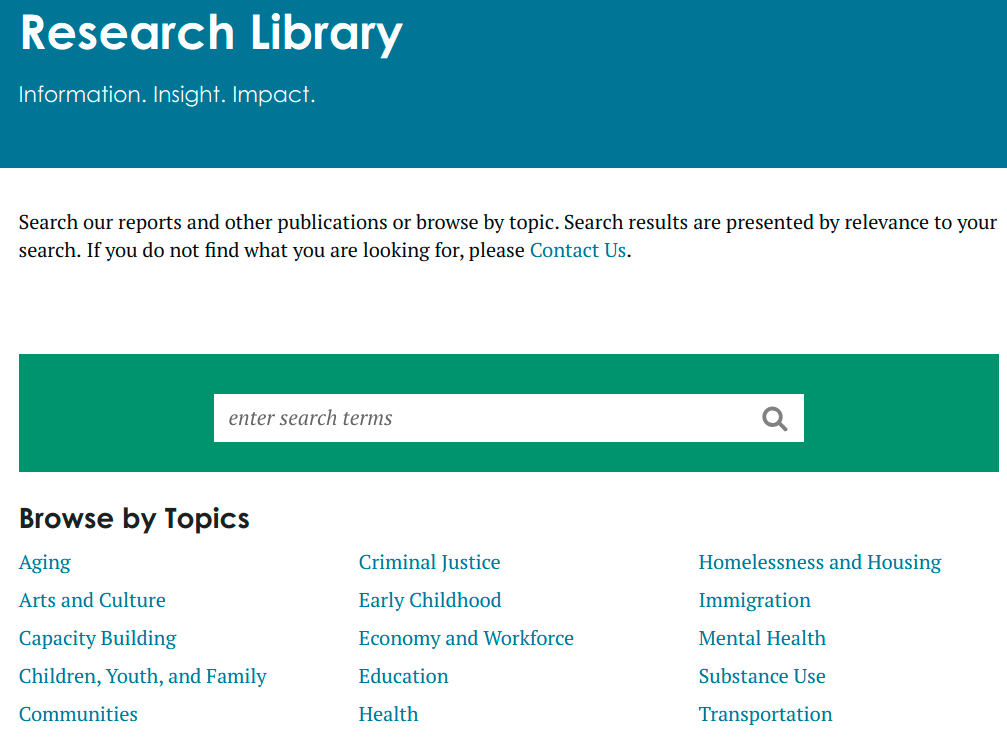 Research Library
Information. Insight. Impact.
Search our reports and other publications or browse by topic. Search results are presented by relevance to your
search. If you do not find what you are looking for, please Contact Us.
enter search terms
Browse by Topics
Aging
Arts and Culture
Capacity Building
Children, Youth, and Family
Communities
Criminal Justice
Early Childhood
Economy and Workforce
Education
Health
Homelessness and Housing
Immigration
Mental Health
Substance Use
Transportation